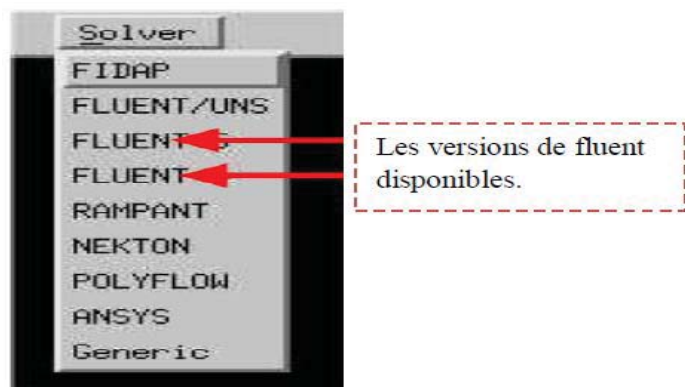 Solver
FIDAP
FLUENT/UNS
FLUENT
FLUENT
RAMPANT
NEKTON
POLYFLOW
ANSYS
Generic
Les versions de fluent
disponibles.